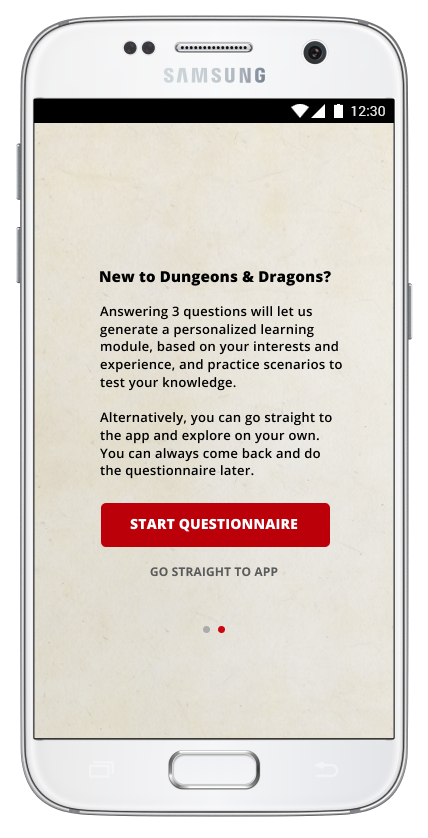 SAMSUNG
12:30
New to Dungeons & Dragons?
Answering 3 questions will let us
generate a personalized learning
module, based on your interests and
experience, and practice scenarios to
test your knowledge.
Alternatively, you can go straight to
the app and explore on your own.
You can always come back and do
the questionnaire later.
START QUESTIONNAIRE
GO STRAIGHT TO APP